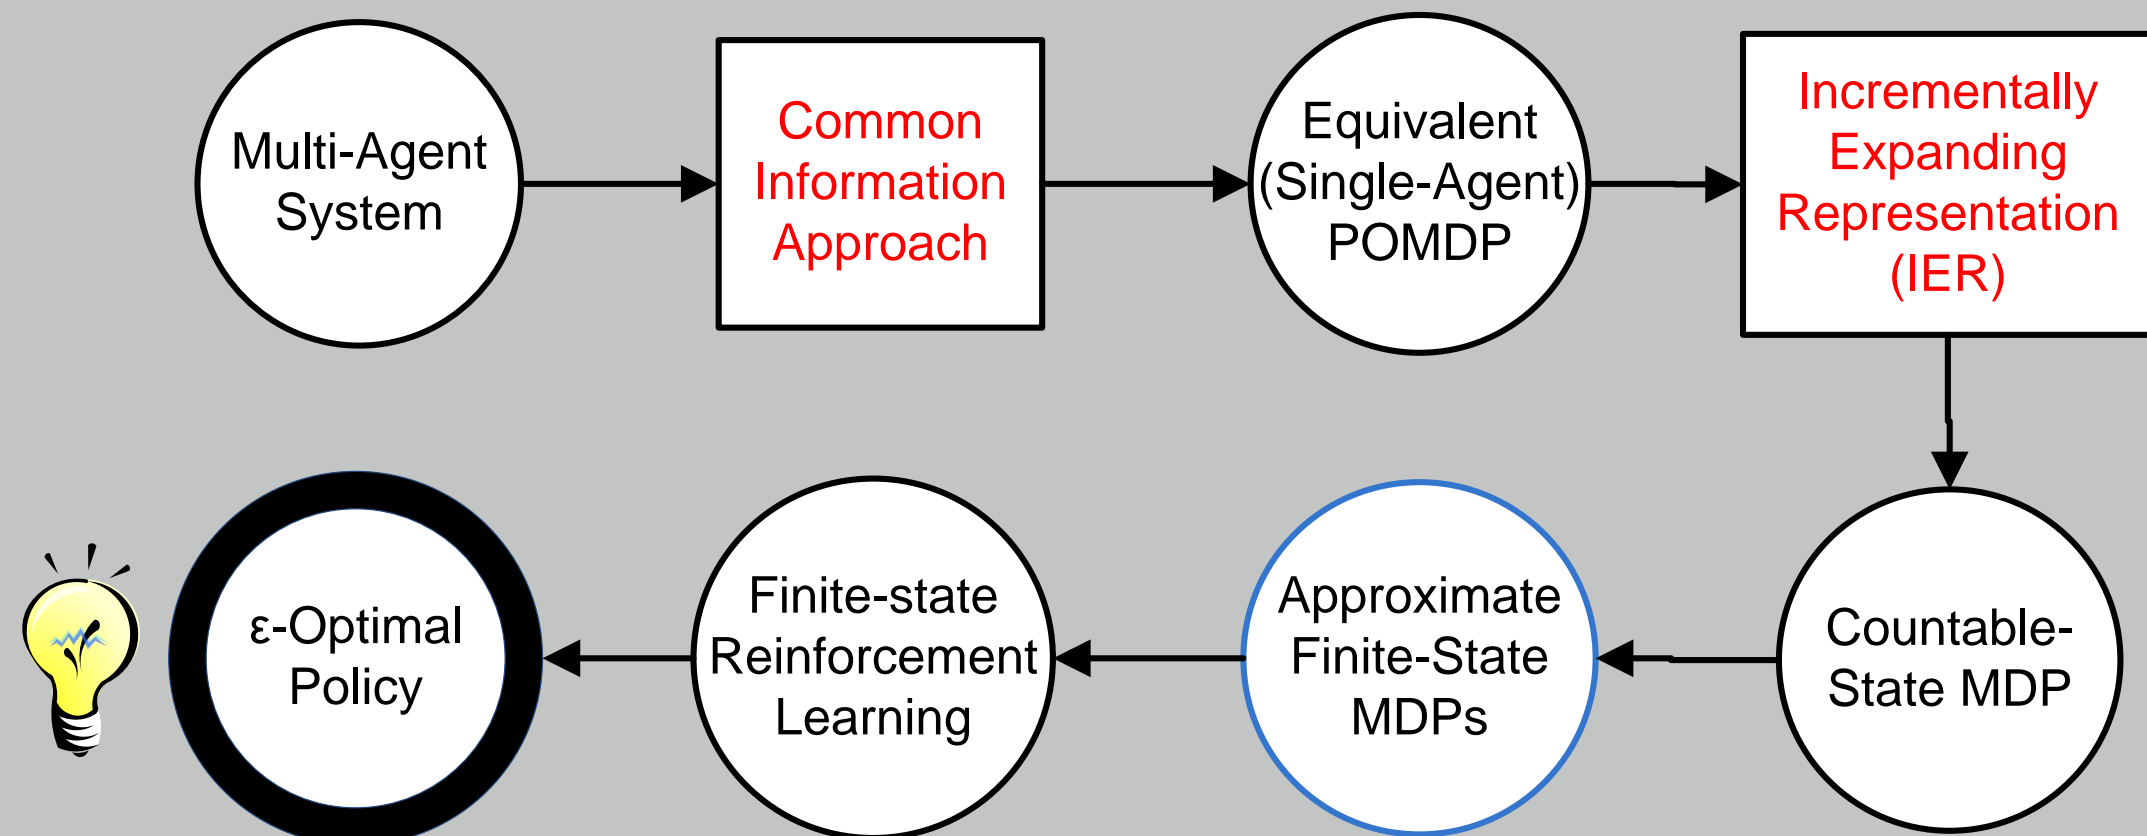 Multi-Agent
System
Common
Information
Approach
Equivalent
(Single-Agent)
POMDP
Incrementally
Expanding
Representation
(IER)
ε-Optimal
Policy
Finite-state
Reinforcement
Learning
Approximate
Finite-State
MDPs
Countable-
State MDP